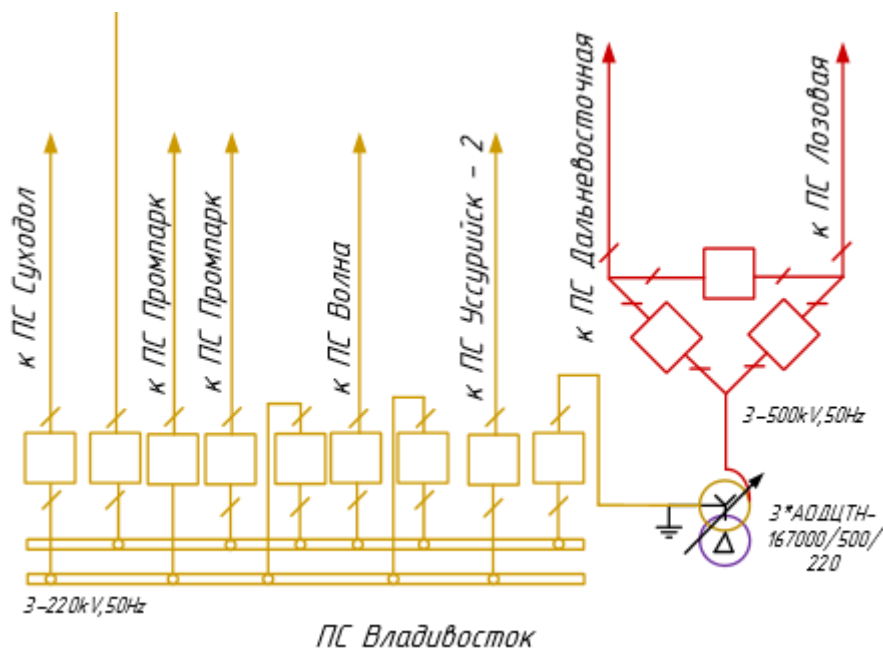 к ПС Суходол
к ПС Промпарк
к ПС Промпарк
к ПС Волна
к ПС Уссурийск - 2
к ПС Дальневосточная
к ПС Лозовая
3-500kV,50Hz
3*АОДЦТН-
167000/500/
220
3-220kV,50Hz
ПС Владивосток